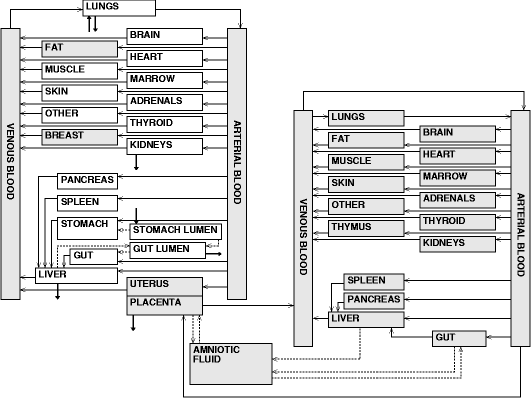 LUNGS
BRAIN
FAT
HEART
MUSCLE
MARROW
SKIN
ADRENALS
OTHER
THYROID
BREAST
KIDNEYS
VENOUS BLOOD
ARTERIAL BLOOD
PANCREAS
SPLEEN
STOMACH
STOMACH LUMEN
GUT LUMEN
GUT
LIVER
UTERUS
PLACENTA
AMNIOTIC
FLUID
LUNGS
BRAIN
FAT
HEART
MUSCLE
MARROW
SKIN
ADRENALS
OTHER
THYROID
THYMUS
KIDNEYS
VENOUS BLOOD
ARTERIAL BLOOD
SPLEEN
PANCREAS
LIVER
GUT